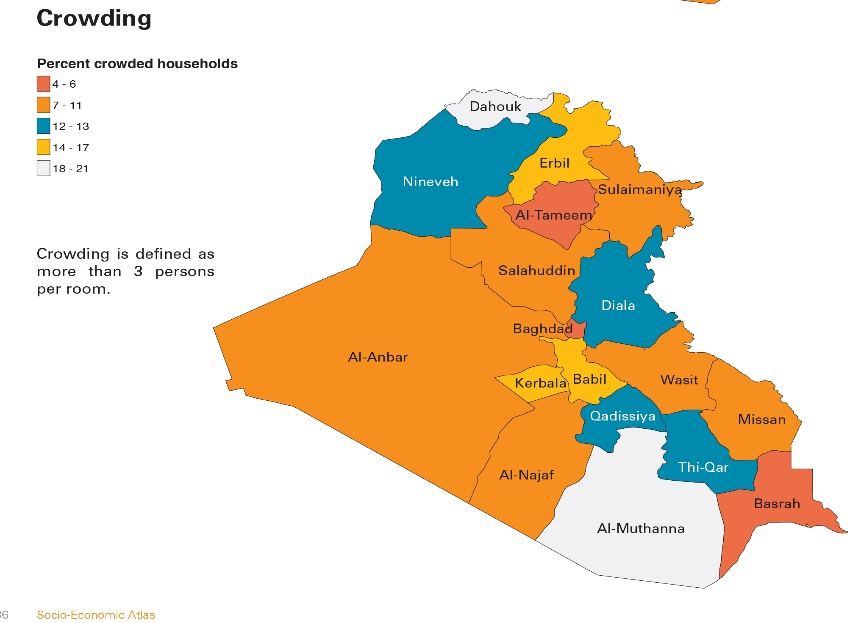 Crowding
Percent crowded households
4 - 6
7 - 11
12 - 13
14 - 17
18 - 21
Crowding is defined as
more than 3 persons
per room.
Dahouk
Erbil
Nineveh
Sulaimaniya
Al-Tameem
Salahuddin
Diala
Baghdad
Al-Anbar
Kerbala
Babil
Wasit
Qadissiya
Missan
Thi-Qar
Al-Najaf
Basrah
Al-Muthanna
36 Socio-Economic Atlas